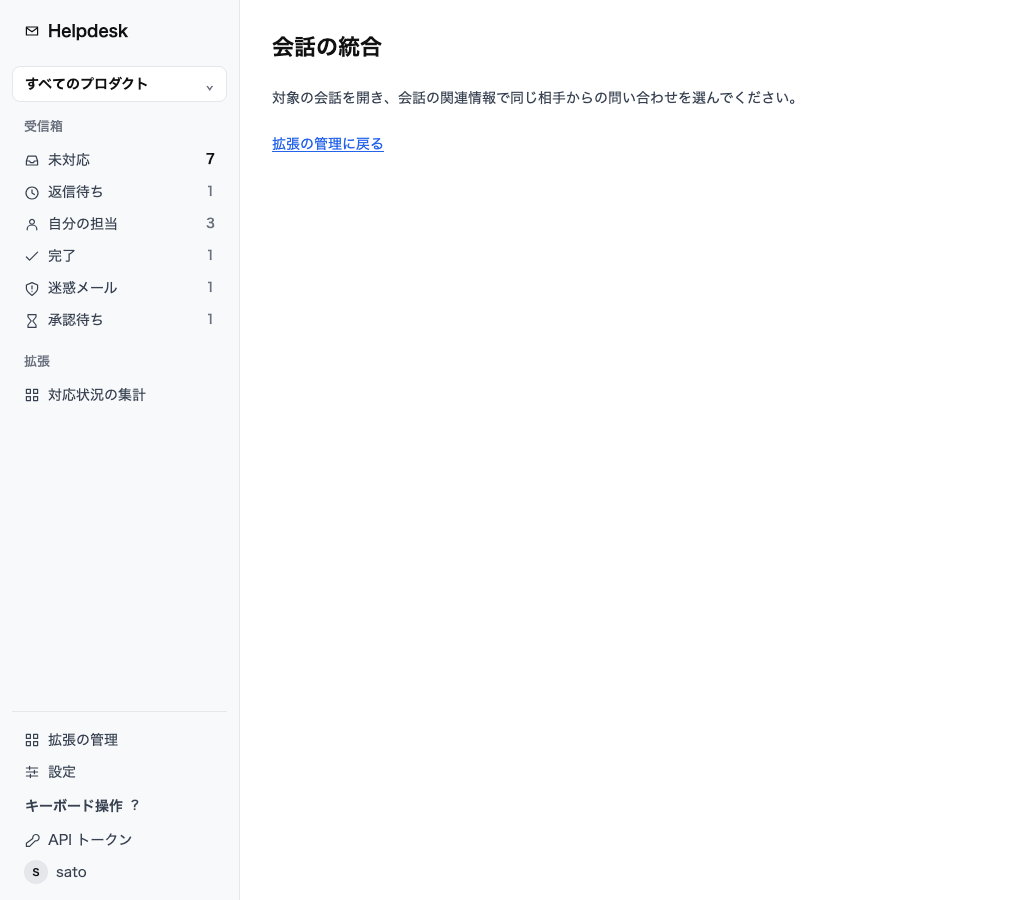 Helpdesk
すべてのプロダクト
受信箱
未対応 7
返信待ち 1
自分の担当 3
完了 1
迷惑メール 1
承認待ち 1
拡張
対応状況の集計
拡張の管理
設定
キーボード操作 ?
API トークン
S sato
会話の統合
対象の会話を開き、会話の関連情報で同じ相手からの問い合わせを選んでください。
拡張の管理に戻る